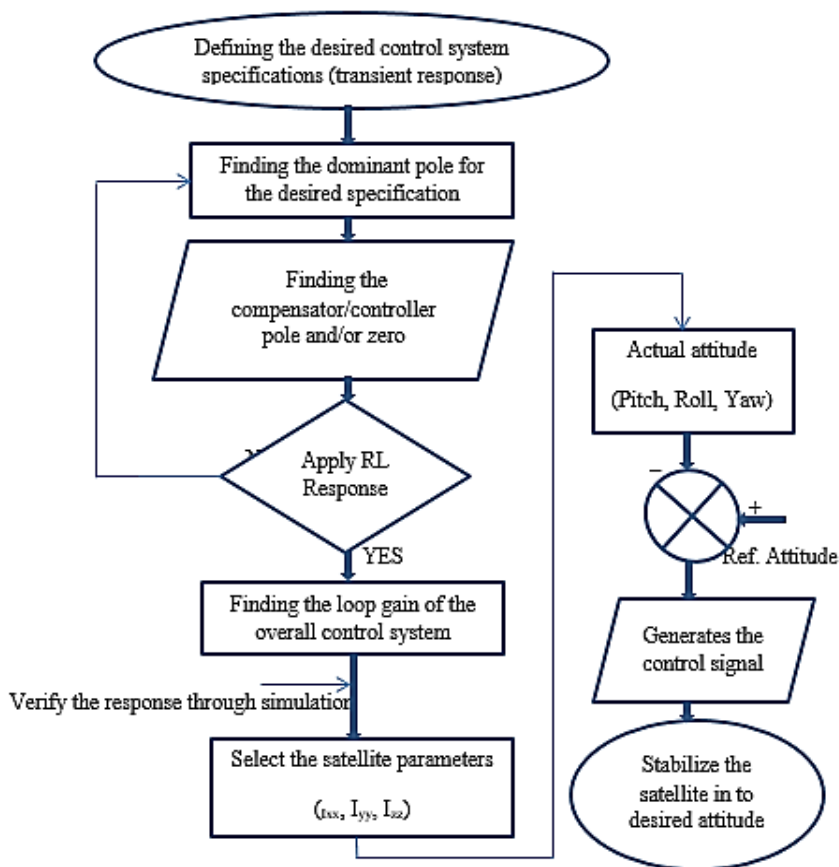 Defining the desired control system
specifications (transient response)
Finding the dominant pole for
the desired specification
Finding the
compensator/controller
pole and/or zero
Apply RL
Response
YES
Finding the loop gain of the
overall control system
Verify the response through simulation
Select the satellite parameters
(Ixx, Iyy, Izz)
Actual attitude
(Pitch, Roll, Yaw)
−
+
Ref. Attitude
Generates the
control signal
Stabilize the
satellite in to
desired attitude